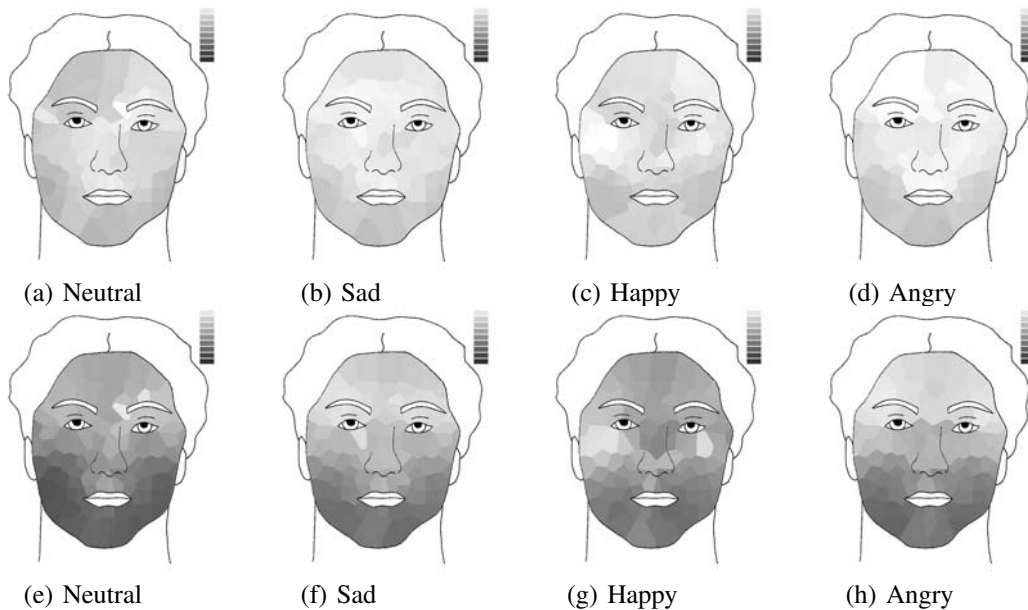 (a) Neutral
(b) Sad
(c) Happy
(d) Angry
(e) Neutral
(f) Sad
(g) Happy
(h) Angry